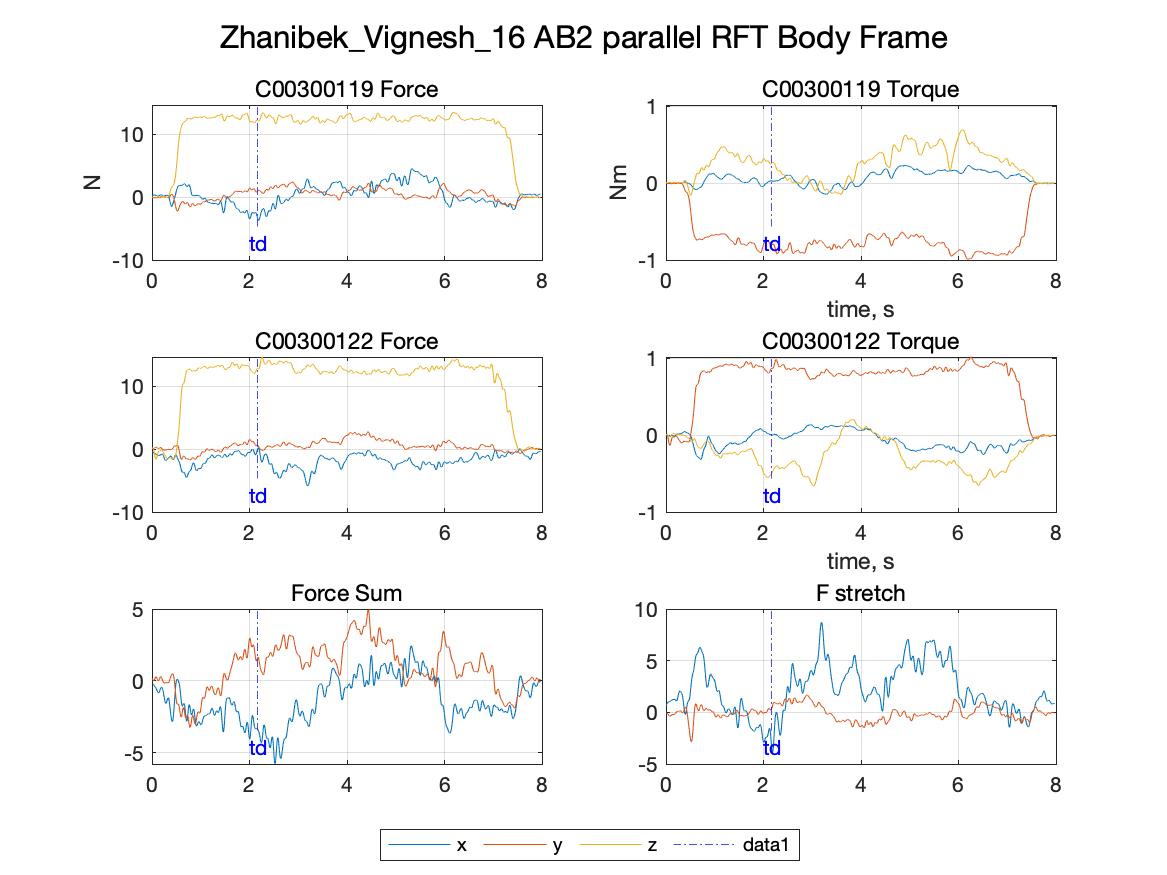 Zhanibek_Vignesh_16 AB2 parallel RFT Body Frame
C00300119 Force
N
10
0
-10
td
0 2 4 6 8
C00300119 Torque
Nm
1
0
-1
td
0 2 4 6 8
time, s
C00300122 Force
10
0
-10
td
0 2 4 6 8
C00300122 Torque
1
0
-1
td
0 2 4 6 8
time, s
Force Sum
5
0
-5
td
0 2 4 6 8
F stretch
10
5
0
-5
td
0 2 4 6 8
x y z data1